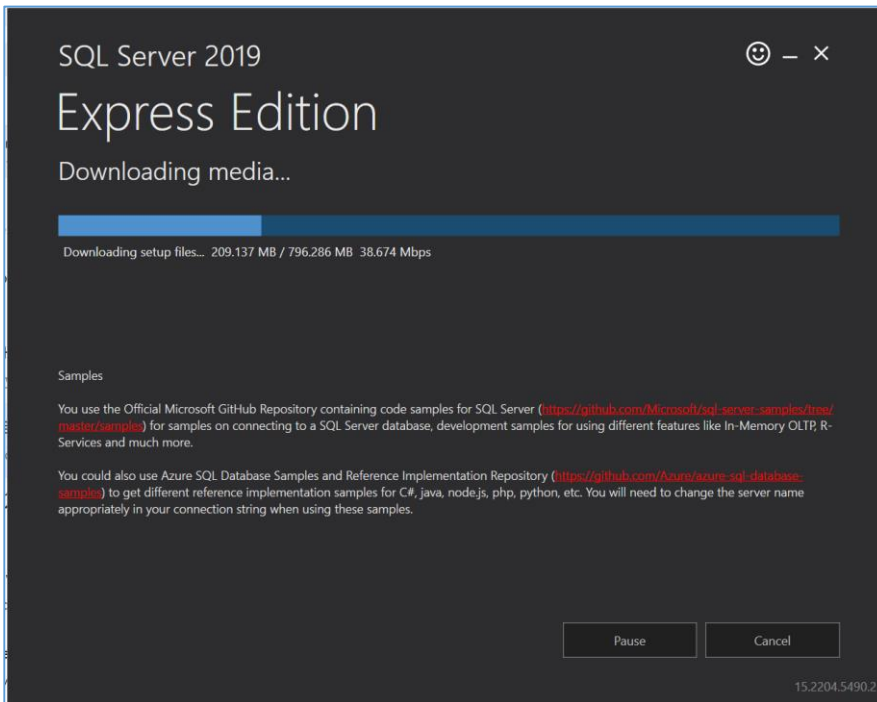 SQL Server 2019
Express Edition
Downloading media...
Downloading setup files... 209.137 MB / 796.286 MB 38.674 Mbps
Samples
You use the Official Microsoft GitHub Repository containing code samples for SQL Server (https://github.com/Microsoft/sql-server-samples/tree/
master/samples) for samples on connecting to a SQL Server database, development samples for using different features like In-Memory OLTP, R-
Services and much more.
You could also use Azure SQL Database Samples and Reference Implementation Repository (https://github.com/Azure/azure-sql-database-
samples) to get different reference implementation samples for C#, java, node.js, php, python, etc. You will need to change the server name
appropriately in your connection string when using these samples.
Pause
Cancel
15.2204.5490.2